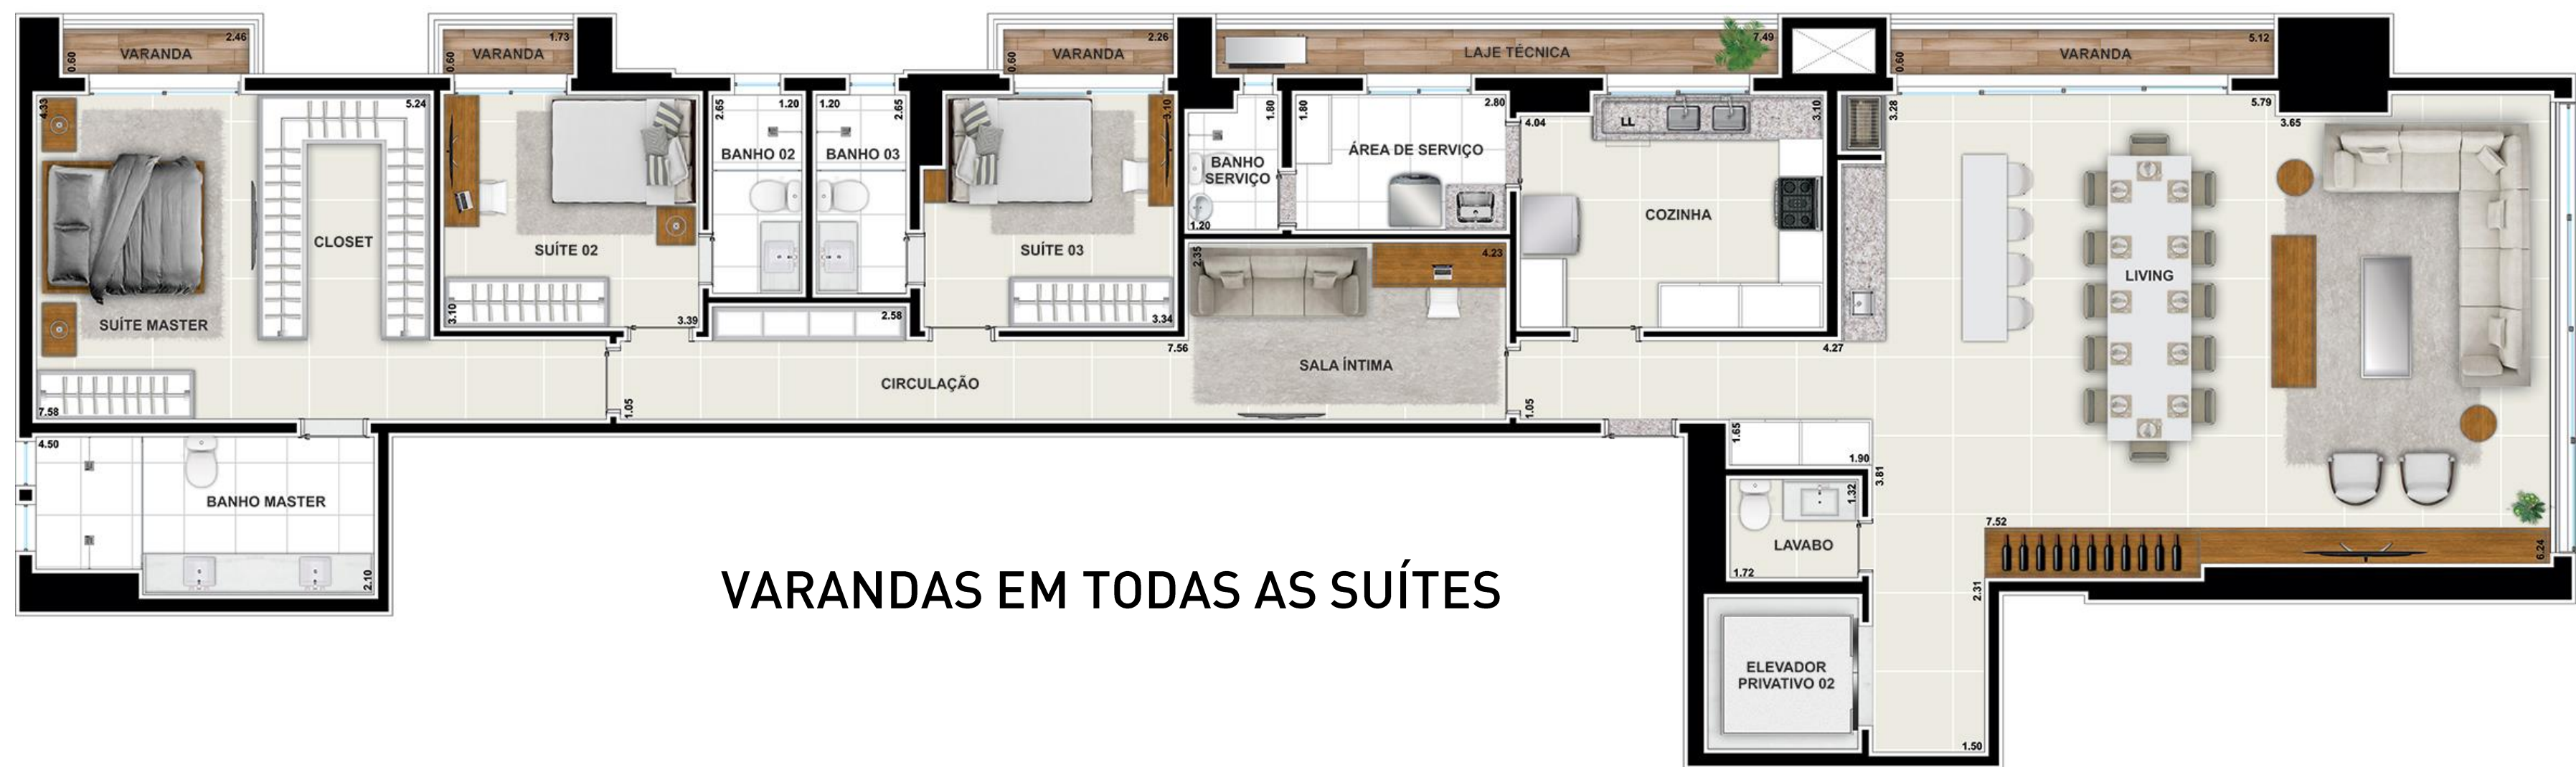 VARANDA
2.46
0.60
VARANDA
1.73
0.60
VARANDA
2.26
0.60
LAJE TÉCNICA
7.49
VARANDA
5.12
0.60
4.33
5.24
CLOSET
SUÍTE MASTER
7.58
SUÍTE 02
3.10
3.39
2.65
1.20
BANHO 02
1.20
2.65
BANHO 03
2.58
3.10
SUÍTE 03
3.34
1.80
BANHO
SERVIÇO
1.20
1.80
2.80
ÁREA DE SERVIÇO
4.04
3.10
LL
COZINHA
3.28
5.79
3.65
LIVING
2.35
4.23
SALA ÍNTIMA
7.56
CIRCULAÇÃO
1.05
1.05
4.27
4.50
BANHO MASTER
2.10
1.65
1.90
3.81
1.32
LAVABO
1.72
7.52
6.24
2.31
VARANDAS EM TODAS AS SUÍTES
ELEVADOR
PRIVATIVO 02
1.50